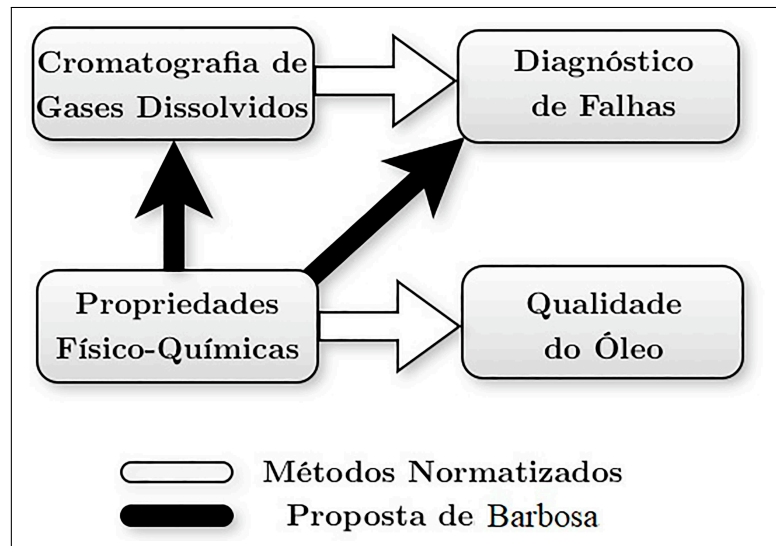 Cromatografia de
Gases Dissolvidos
Diagnóstico
de Falhas
Propriedades
Físico-Químicas
Qualidade
do Óleo
Métodos Normatizados
Proposta de Barbosa